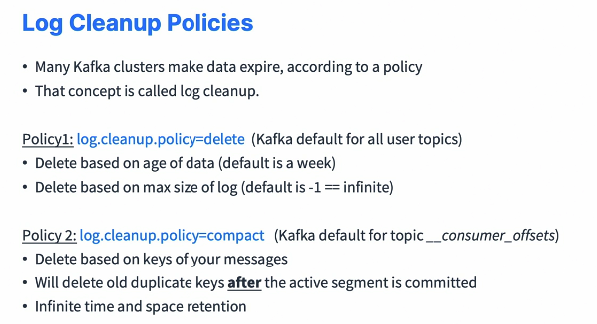 Log Cleanup Policies
• Many Kafka clusters make data expire, according to a policy
• That concept is called log cleanup.
Policy1: log.cleanup.policy=delete (Kafka default for all user topics)
• Delete based on age of data (default is a week)
• Delete based on max size of log (default is -1 == infinite)
Policy 2: log.cleanup.policy=compact (Kafka default for topic __consumer_offsets)
• Delete based on keys of your messages
• Will delete old duplicate keys after the active segment is committed
• Infinite time and space retention